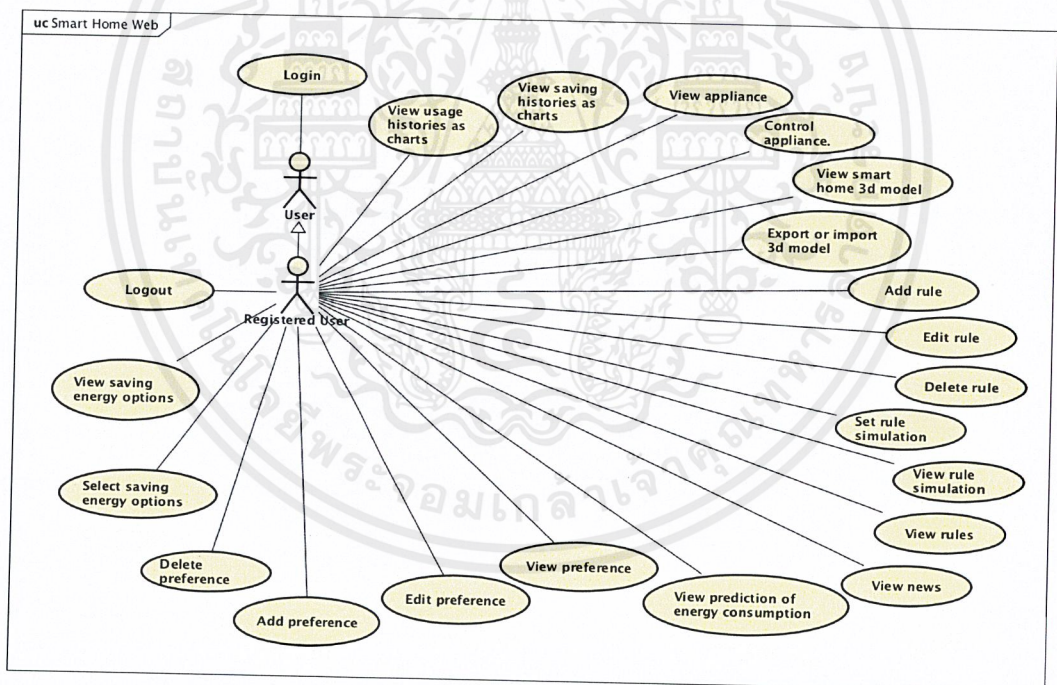 uc Smart Home Web
Login
View usage
histories as
charts
View saving
histories as
charts
View appliance
Control
appliance.
View smart
home 3d model
Export or import
3d model
User
Logout
Registered User
Add rule
Edit rule
Delete rule
Set rule
simulation
View rule
simulation
View rules
View news
View saving
energy options
Select saving
energy options
Delete
preference
Add preference
Edit preference
View preference
View prediction of
energy consumption